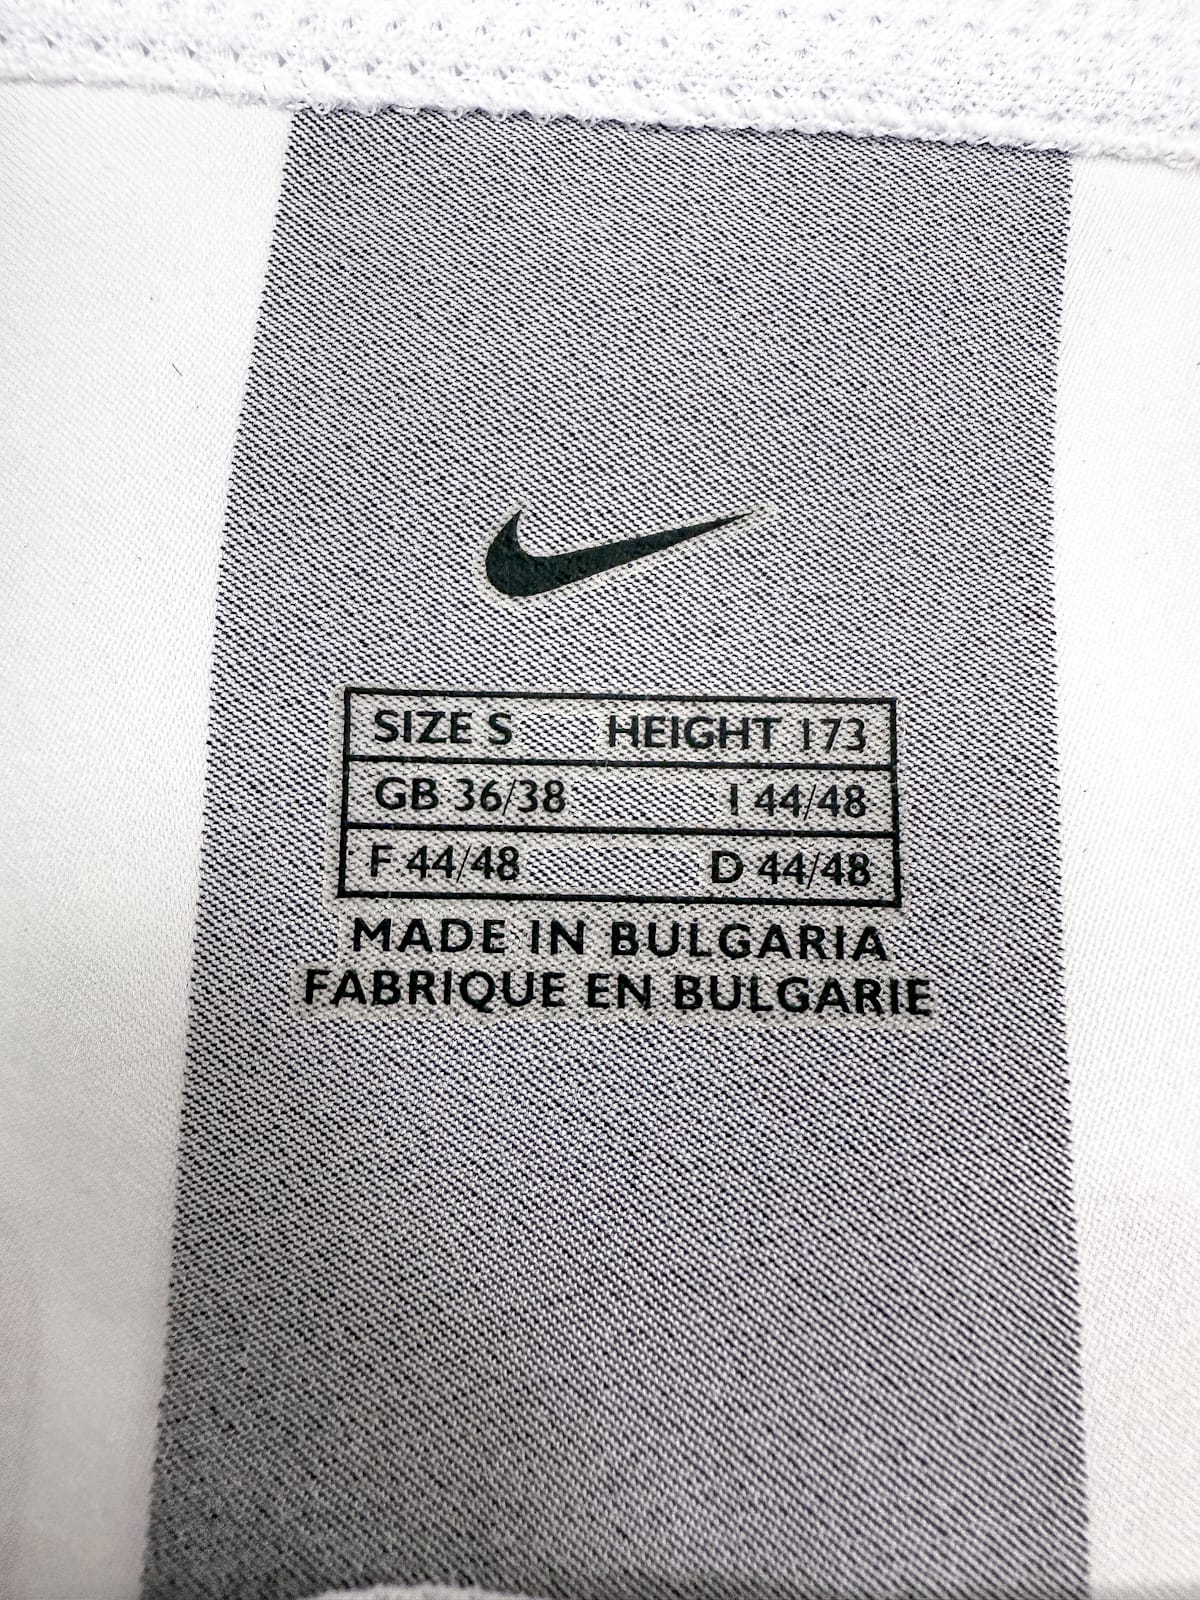 SIZE S HEIGHT 173
GB 36/38 I 44/48
F 44/48 D 44/48
MADE IN BULGARIA
FABRIQUE EN BULGARIE